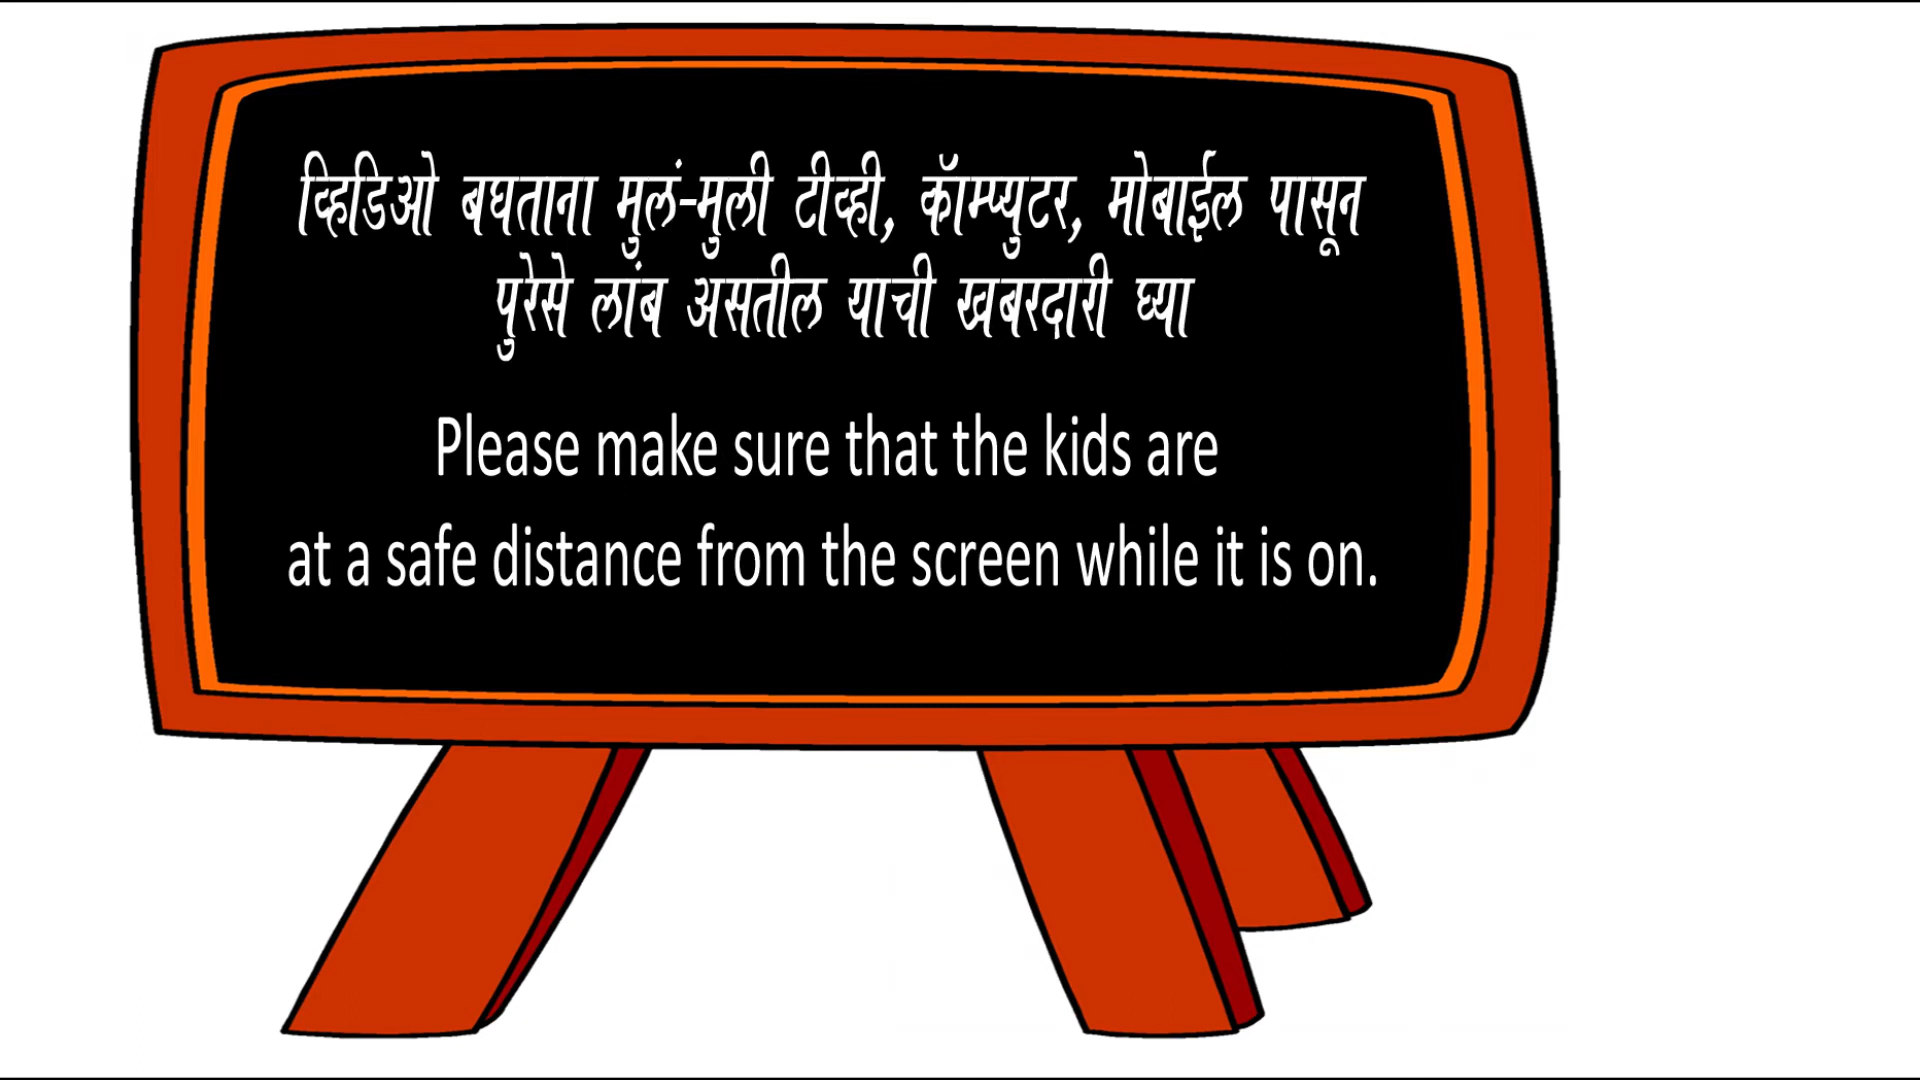 व्हिडिओ बघताना मुलं-मुली टीव्ही, कॉम्प्युटर, मोबाईल पासून
पुरेसे लांब असतील याची खबरदारी घ्या
Please make sure that the kids are
at a safe distance from the screen while it is on.